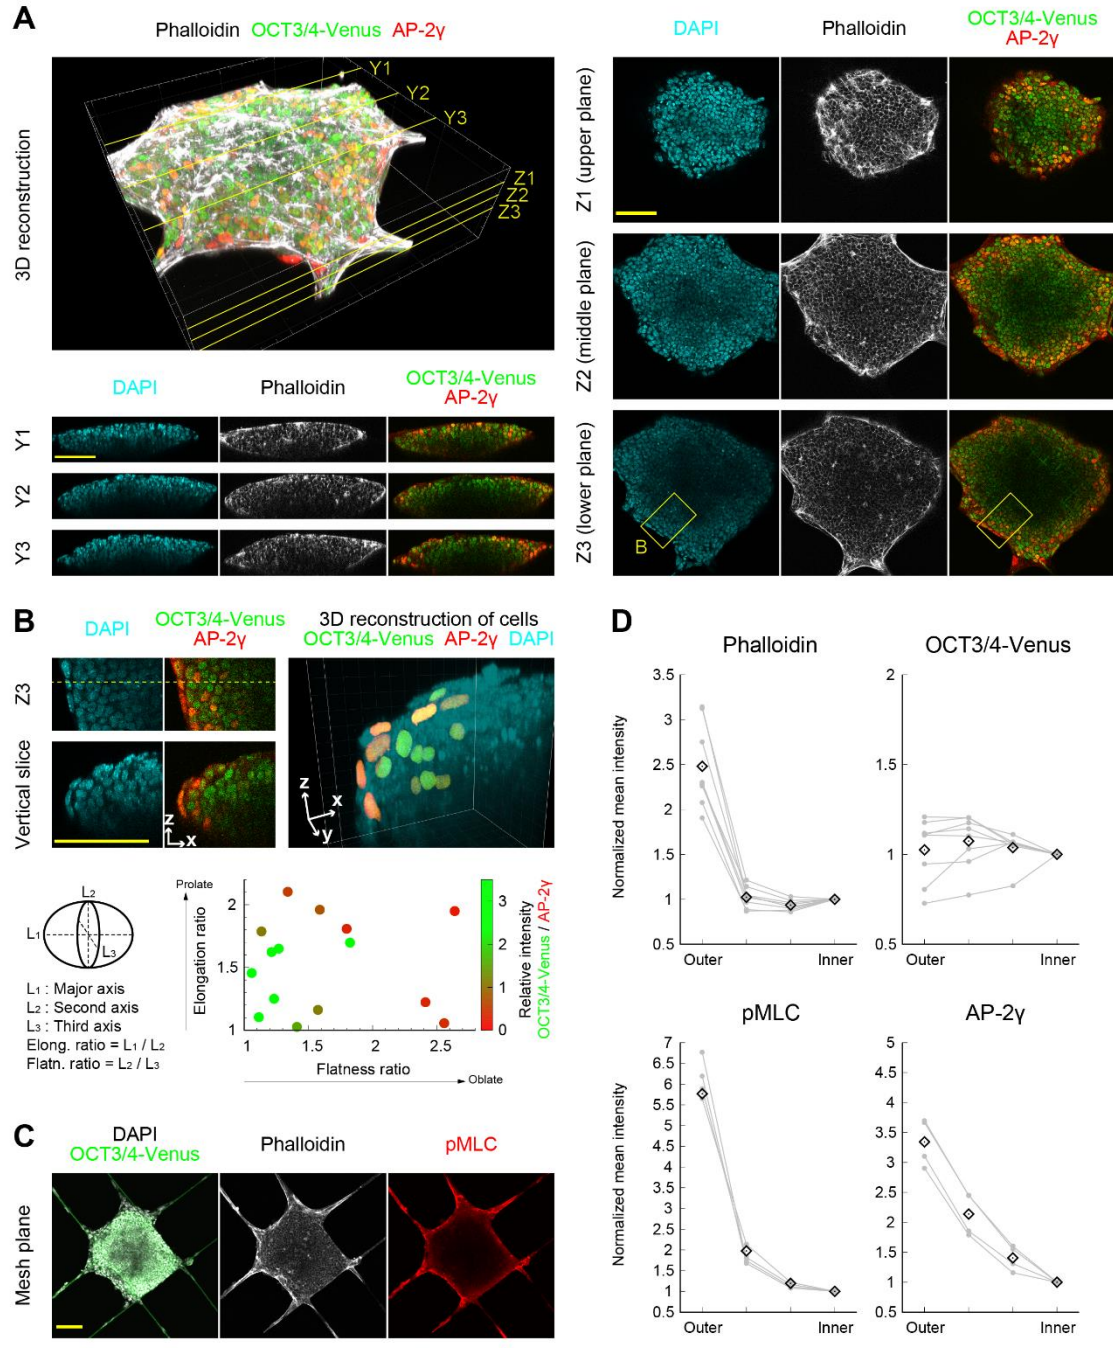 A
Phalloidin OCT3/4-Venus AP-2γ
3D reconstruction
Y1
Y2
Y3
Z1
Z2
Z3
DAPI
Phalloidin
OCT3/4-Venus
AP-2γ
Y1
Y2
Y3
DAPI
Phalloidin
OCT3/4-Venus
AP-2γ
Z1 (upper plane)
Z2 (middle plane)
Z3 (lower plane)
B
B
DAPI
OCT3/4-Venus
AP-2γ
Z3
Vertical slice
z
x
3D reconstruction of cells
OCT3/4-Venus AP-2γ DAPI
z
x
y
L2
L1
L3
L1 : Major axis
L2 : Second axis
L3 : Third axis
Elong. ratio = L1 / L2
Flatn. ratio = L2 / L3
Prolate
Elongation ratio
2
1.5
1
1 1.5 2 2.5
Flatness ratio
Oblate
3
2
1
0
Relative intensity
OCT3/4-Venus / AP-2γ
C
DAPI
OCT3/4-Venus
Phalloidin
pMLC
Mesh plane
D
Phalloidin
Normalized mean intensity
3.5
3
2.5
2
1.5
1
0.5
Outer Inner
OCT3/4-Venus
2
1.5
1
0.5
Outer Inner
pMLC
Normalized mean intensity
7
6.5
6
5.5
5
4.5
4
3.5
3
2.5
2
1.5
1
0.5
Outer Inner
AP-2γ
5
4.5
4
3.5
3
2.5
2
1.5
1
0.5
Outer Inner